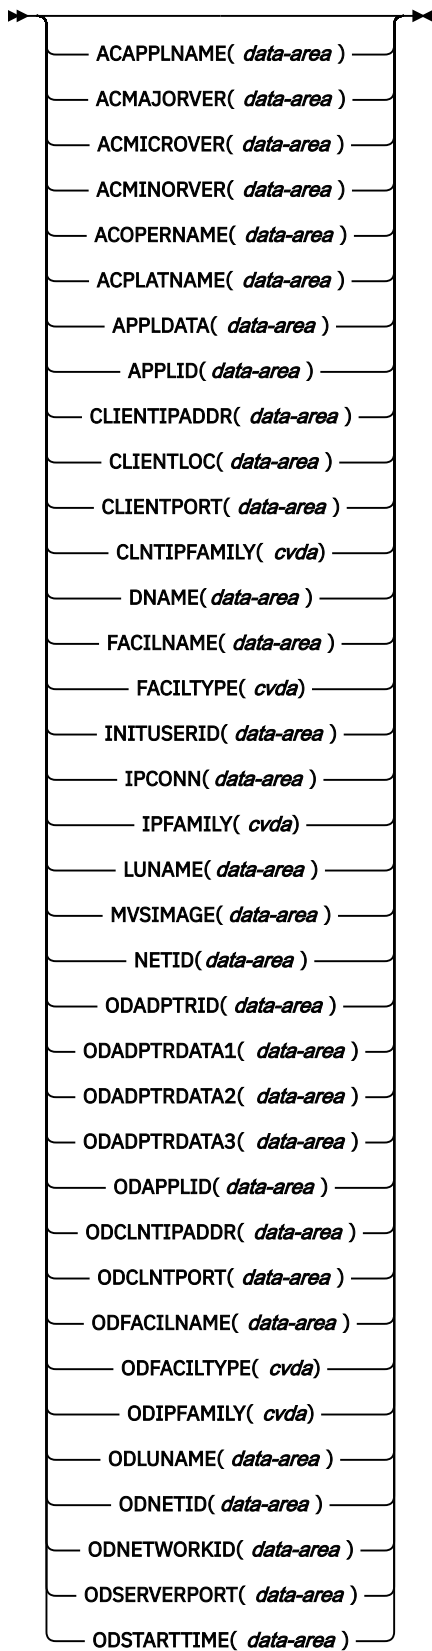 ACAPPLNAME( data-area )
ACMAJORVER( data-area )
ACMICROVER( data-area )
ACMINORVER( data-area )
ACOPERNAME( data-area )
ACPLATNAME( data-area )
APPLDATA( data-area )
APPLID( data-area )
CLIENTIPADDR( data-area )
CLIENTLOC( data-area )
CLIENTPORT( data-area )
CLNTIPFAMILY( cvda)
DNAME( data-area )
FACILNAME( data-area )
FACILTYPE( cvda)
INITUSERID( data-area )
IPCONN( data-area )
IPFAMILY( cvda)
LUNAME( data-area )
MVSIMAGE( data-area )
NETID( data-area )
ODADPTRID( data-area )
ODADPTRDATA1( data-area )
ODADPTRDATA2( data-area )
ODADPTRDATA3( data-area )
ODAPPLID( data-area )
ODCLNTIPADDR( data-area )
ODCLNTPORT( data-area )
ODFACILNAME( data-area )
ODFACILTYPE( cvda)
ODIPFAMILY( cvda)
ODLUNAME( data-area )
ODNETID( data-area )
ODNETWORKID( data-area )
ODSERVERPORT( data-area )
ODSTARTTIME( data-area )